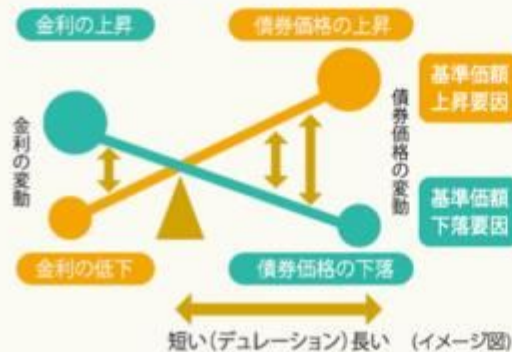 金利の上昇
債券価格の上昇
基準価額
上昇要因
金利の変動
債券価格の変動
基準価額
下落要因
金利の低下
債券価格の下落
短い(デュレーション)長い (イメージ図)